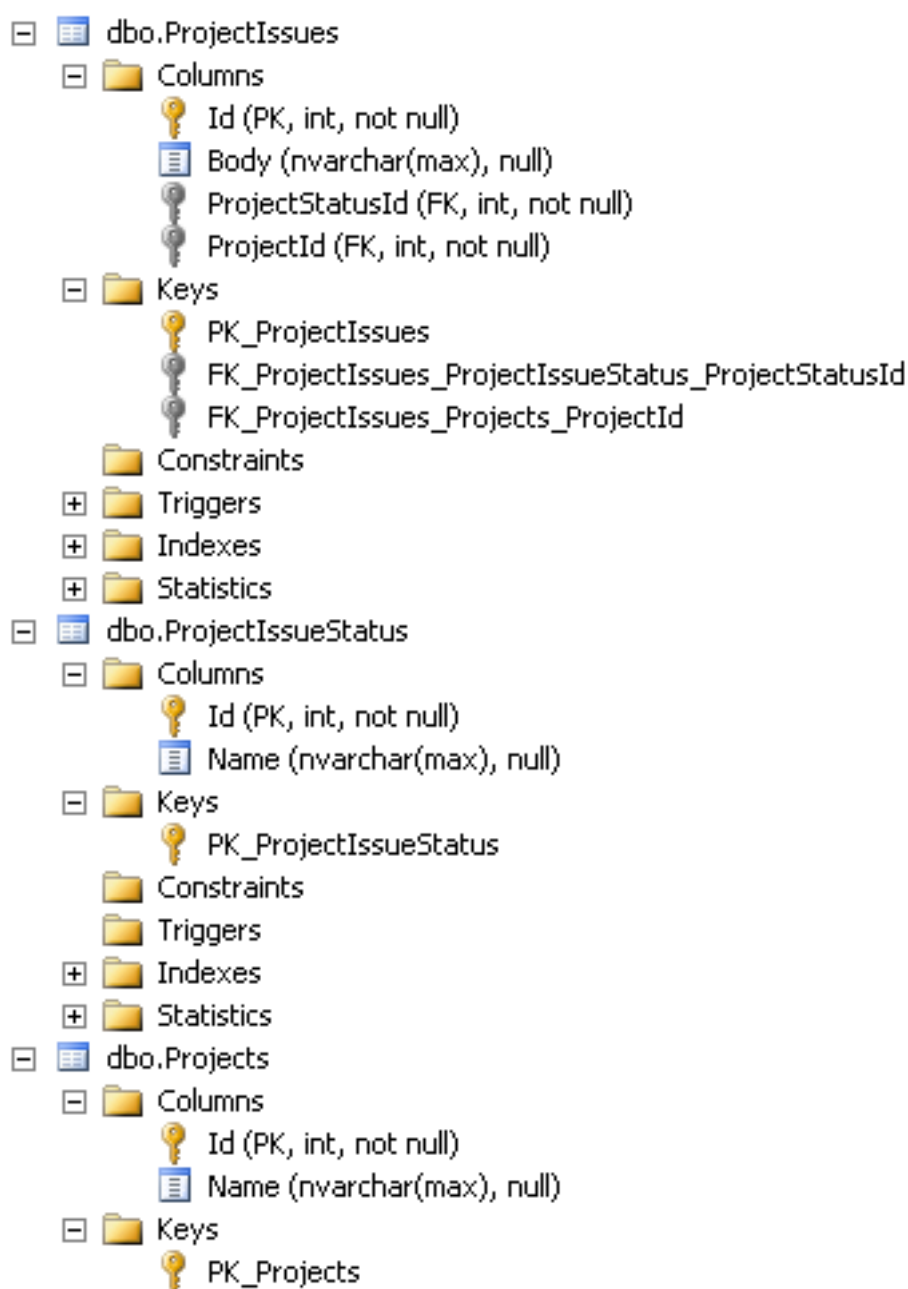 dbo.ProjectIssues
Columns
Id (PK, int, not null)
Body (nvarchar(max), null)
ProjectStatusId (FK, int, not null)
ProjectId (FK, int, not null)
Keys
PK_ProjectIssues
FK_ProjectIssues_ProjectIssueStatus_ProjectStatusId
FK_ProjectIssues_Projects_ProjectId
Constraints
Triggers
Indexes
Statistics
dbo.ProjectIssueStatus
Columns
Id (PK, int, not null)
Name (nvarchar(max), null)
Keys
PK_ProjectIssueStatus
Constraints
Triggers
Indexes
Statistics
dbo.Projects
Columns
Id (PK, int, not null)
Name (nvarchar(max), null)
Keys
PK_Projects